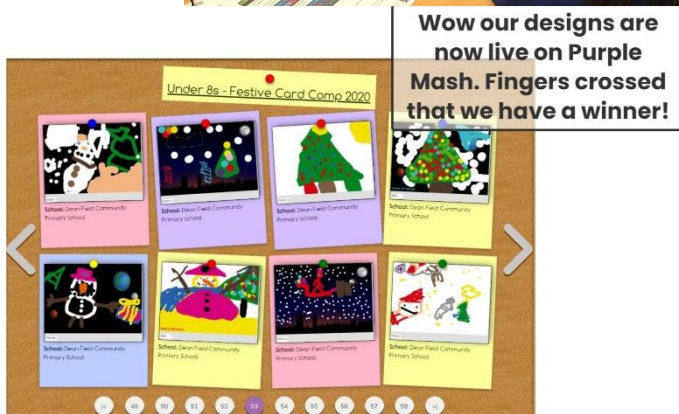 Wow our designs are
now live on Purple
Mash. Fingers crossed
that we have a winner!
Under 8s - Festive Card Comp 2020
School: Dean Field Community
Primary School
School: Dean Field Community
Primary School
School: Dean Field Community
Primary School
School: Dean Field Community
Primary School
School: Dean Field Community
Primary School
School: Dean Field Community
Primary School
School: Dean Field Community
Primary School
School: Dean Field Community
Primary School
|< 49 50 51 52 53 54 55 56 57 58 >|